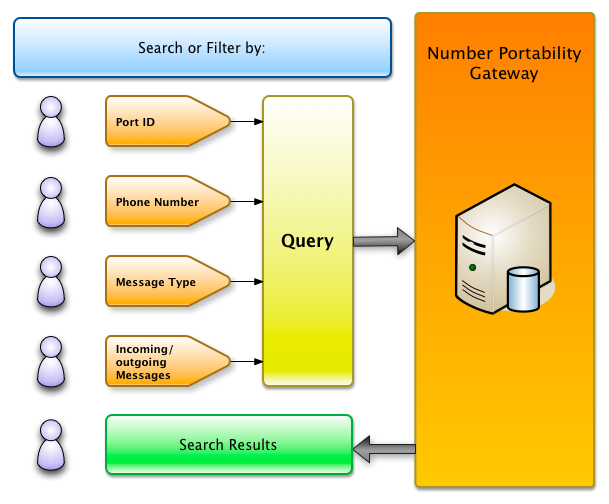 Search or Filter by:
Number Portability
Gateway
Port ID
Phone Number
Query
Message Type
Incoming/
outgoing
Messages
Search Results